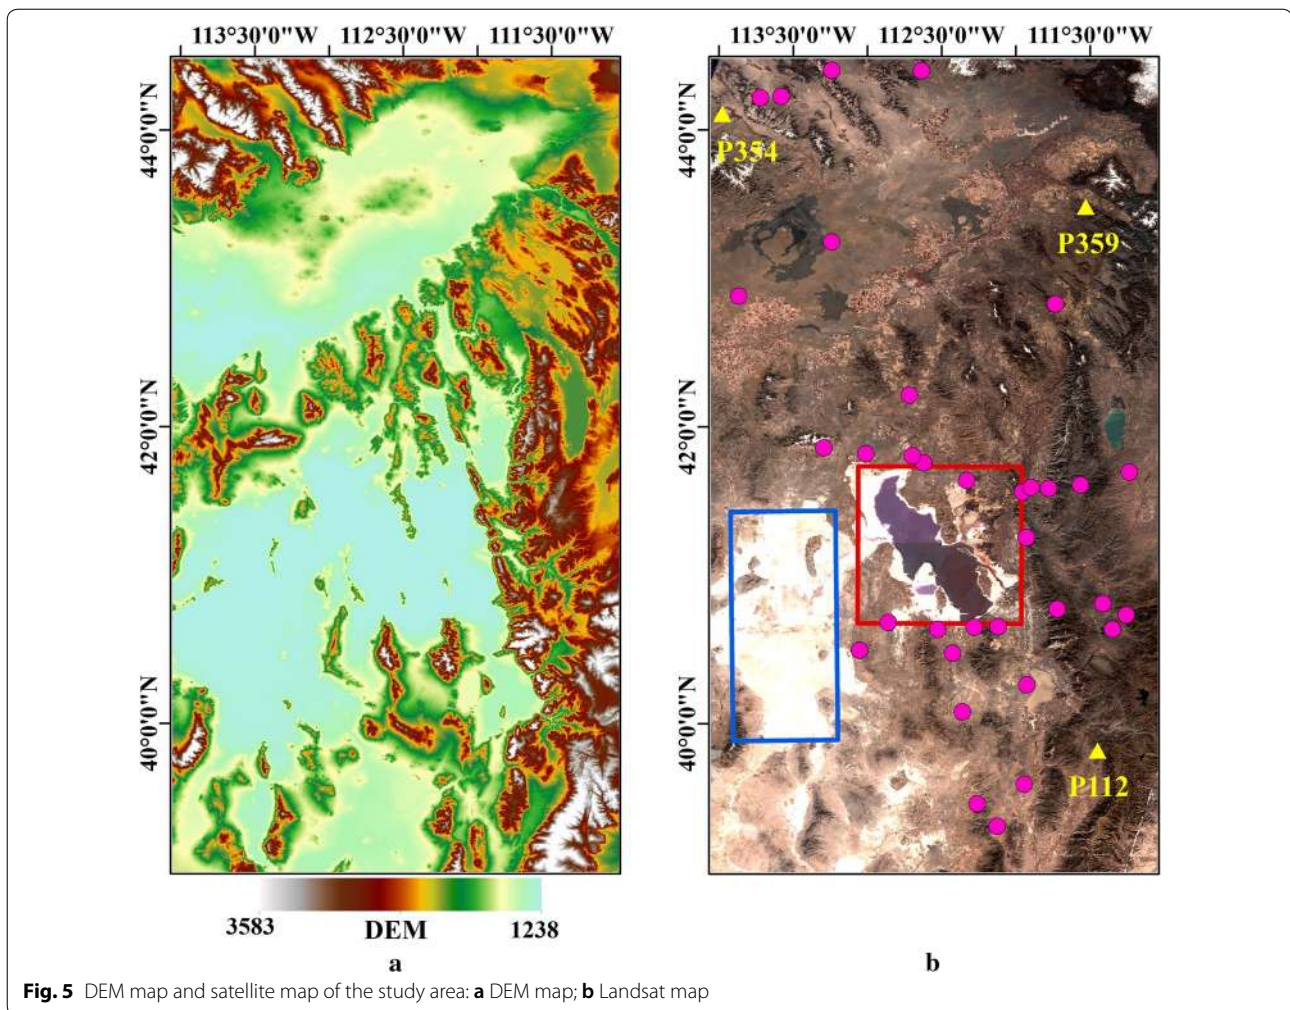 113°30'0"W 112°30'0"W 111°30'0"W
44°0'0"N
42°0'0"N
40°0'0"N
3583 DEM 1238
a
113°30'0"W 112°30'0"W 111°30'0"W
44°0'0"N
42°0'0"N
40°0'0"N
P354
P359
P112
b
Fig. 5 DEM map and satellite map of the study area: a DEM map; b Landsat map